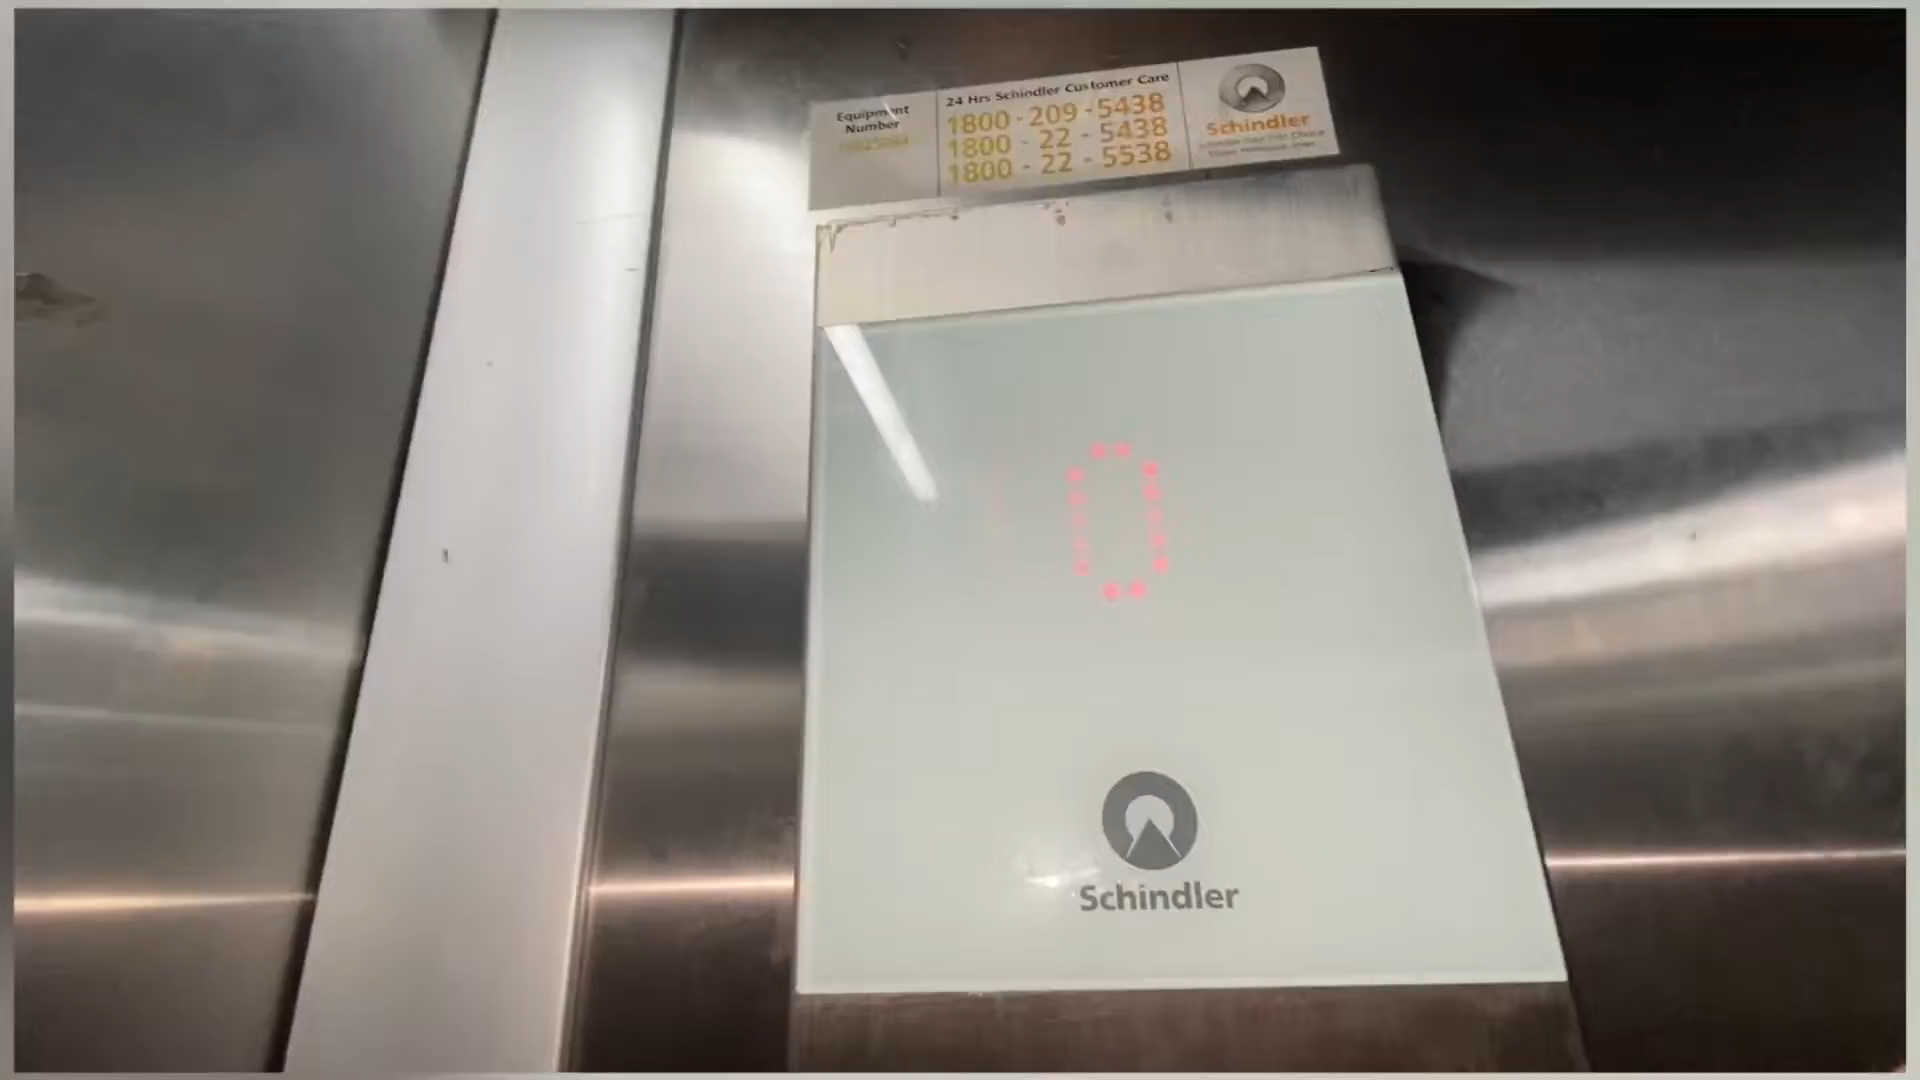 Equipment
Number
24 Hrs Schindler Customer Care
1800 - 209 - 5438
1800 - 22 - 5438
1800 - 22 - 5538
Schindler
0
Schindler